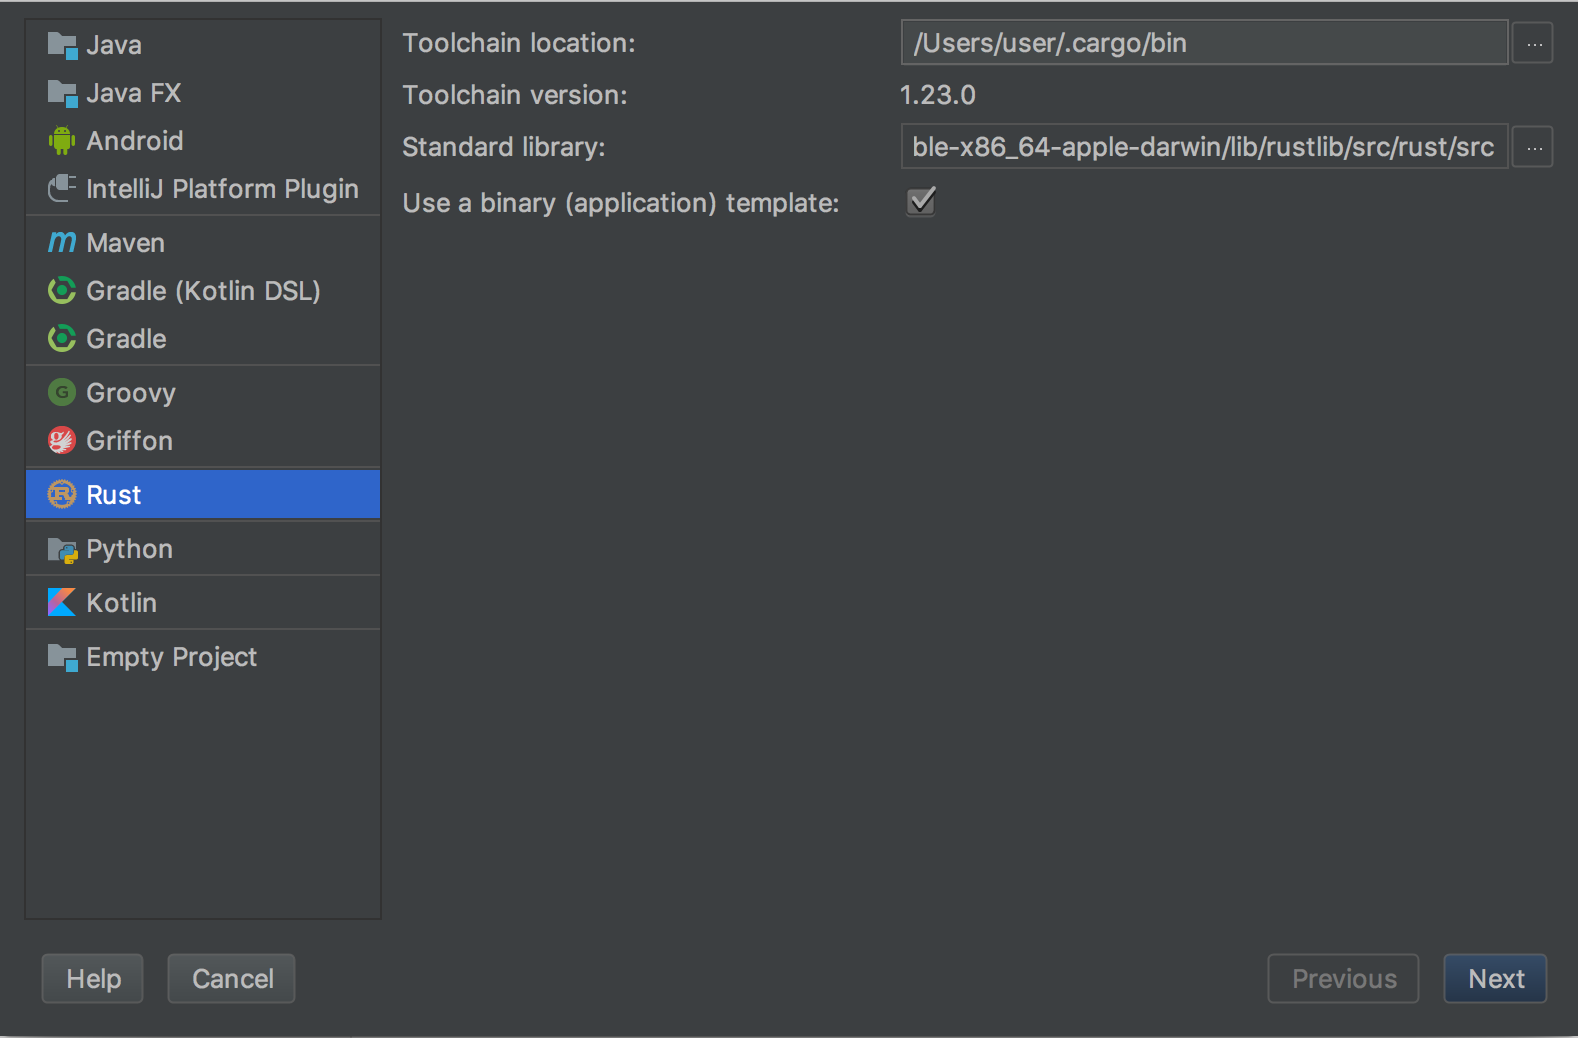 Java
Java FX
Android
IntelliJ Platform Plugin
Maven
Gradle (Kotlin DSL)
Gradle
Groovy
Griffon
Rust
Python
Kotlin
Empty Project
Toolchain location:
/Users/user/.cargo/bin
...
Toolchain version:
1.23.0
Standard library:
ble-x86_64-apple-darwin/lib/rustlib/src/rust/src
...
Use a binary (application) template:
Help
Cancel
Previous
Next